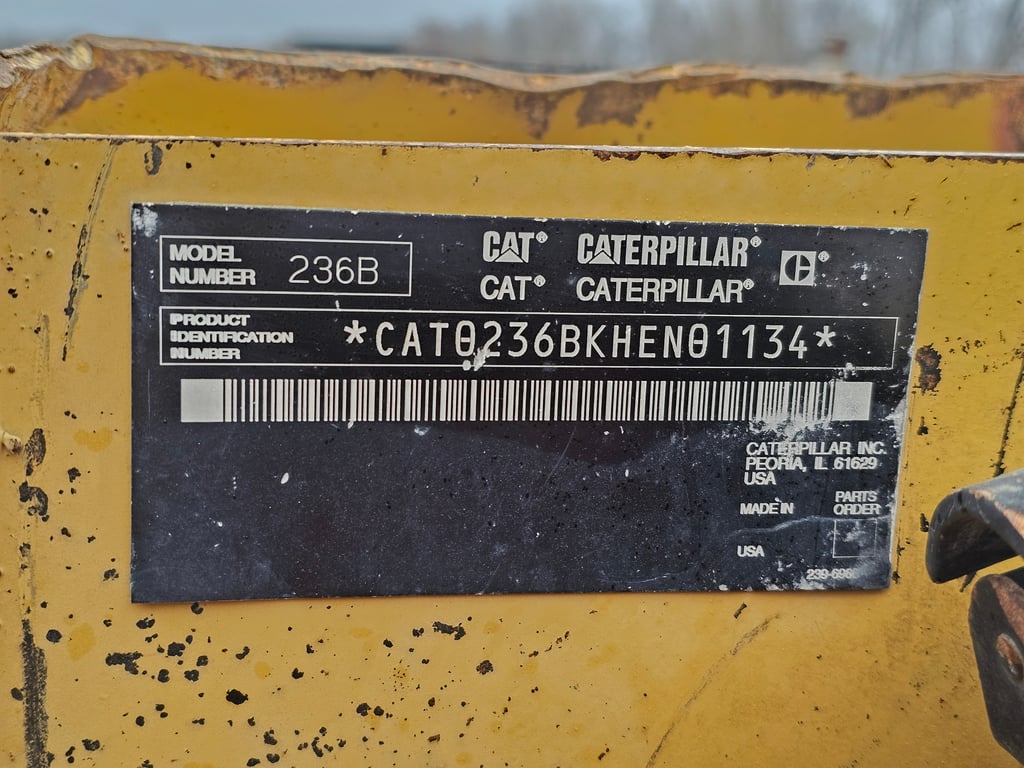 MODEL
NUMBER 236B
CAT® CATERPILLAR®
CAT® CATERPILLAR®
PRODUCT
IDENTIFICATION
NUMBER
*CAT0236BKHEN01134*
CATERPILLAR INC.
PEORIA, IL 61629
USA
MADE IN
USA
PARTS
ORDER